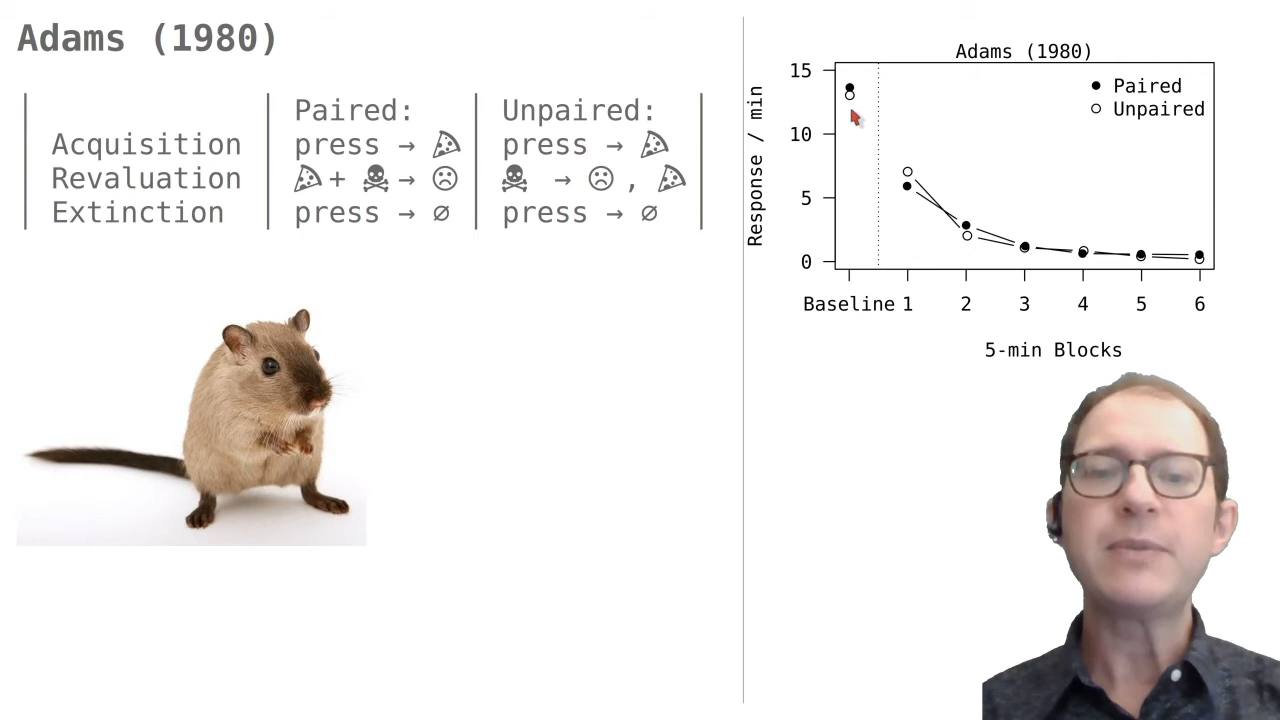 Adams (1980)
Paired: Unpaired:
Acquisition press → 🍕 press → 🍕
Revaluation 🍕+ ☠→ ☹ ☠ → ☹, 🍕
Extinction press → ∅ press → ∅
Adams (1980)
Response / min
15
10
5
0
Paired
Unpaired
Baseline 1 2 3 4 5 6
5-min Blocks